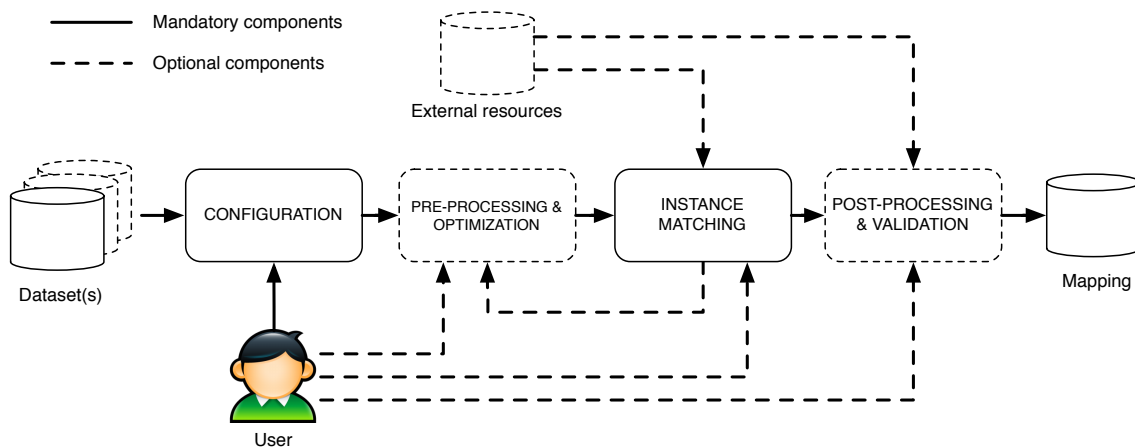 Mandatory components
Optional components
External resources
CONFIGURATION
PRE-PROCESSING &
OPTIMIZATION
INSTANCE
MATCHING
POST-PROCESSING
& VALIDATION
Dataset(s)
Mapping
User